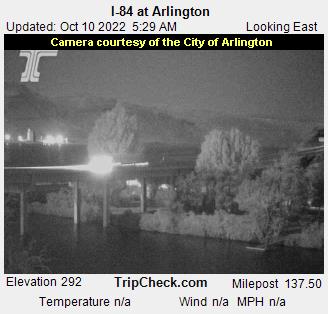 I-84 at Arlington
Updated: Oct 10 2022 5:29 AM Looking East
Camera courtesy of the City of Arlington
Elevation 292 TripCheck.com Milepost 137.50
Temperature n/a Wind n/a MPH n/a